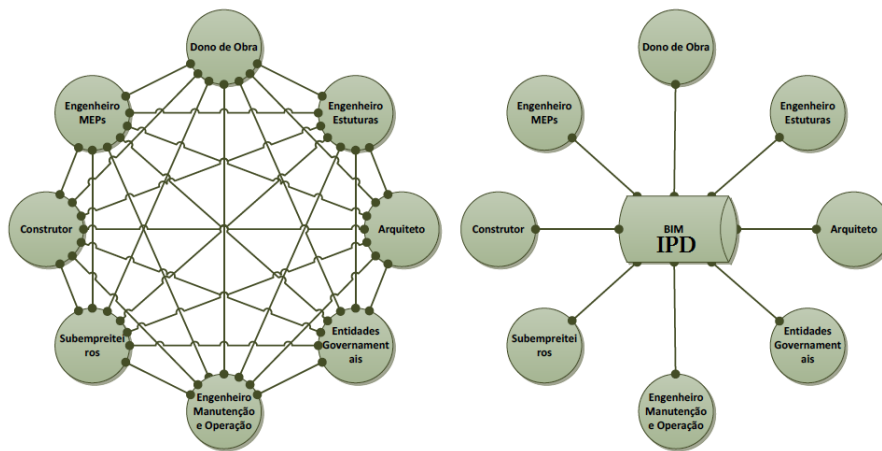 Dono de Obra
Engenheiro
MEPs
Engenheiro
Estuturas
Construtor
Arquiteto
Subempreitei
ros
Entidades
Governament
ais
Engenheiro
Manutenção
e Operação
Dono de Obra
Engenheiro
MEPs
Engenheiro
Estuturas
Construtor
BIM
IPD
Arquiteto
Subempreitei
ros
Entidades
Governament
ais
Engenheiro
Manutenção
e Operação